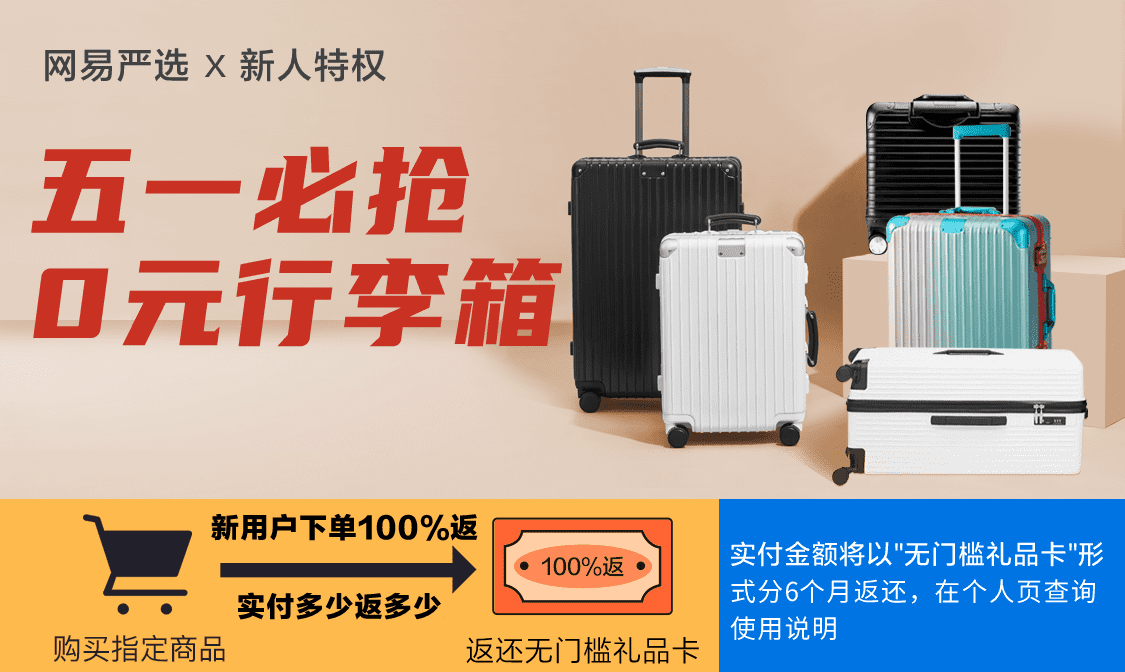 网易严选 X 新人特权
五一必抢
0元行李箱
新用户下单100%返
实付多少返多少
购买指定商品
100%返
返还无门槛礼品卡
实付金额将以"无门槛礼品卡"形
式分6个月返还，在个人页查询
使用说明